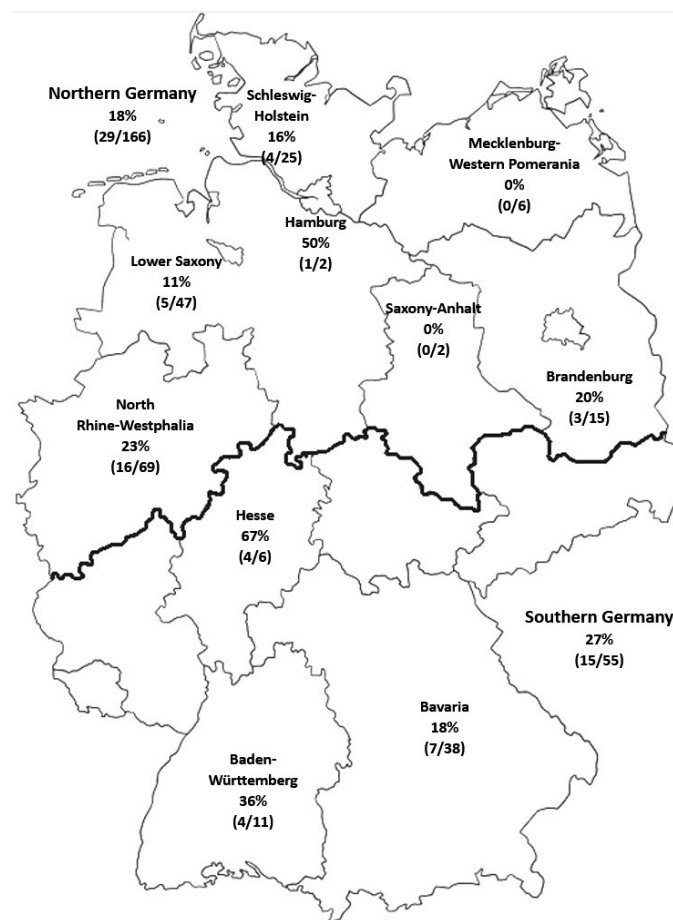 Northern Germany
18%
(29/166)
Schleswig-
Holstein
16%
(4/25)
Mecklenburg-
Western Pomerania
0%
(0/6)
Hamburg
50%
(1/2)
Lower Saxony
11%
(5/47)
Saxony-Anhalt
0%
(0/2)
Brandenburg
20%
(3/15)
North
Rhine-Westphalia
23%
(16/69)
Hesse
67%
(4/6)
Southern Germany
27%
(15/55)
Bavaria
18%
(7/38)
Baden-
Württemberg
36%
(4/11)